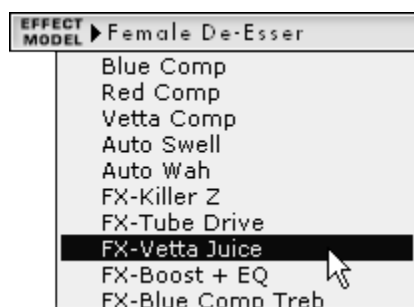 EFFECT MODEL Female De-Esser
Blue Comp
Red Comp
Vetta Comp
Auto Swell
Auto Wah
FX-Killer Z
FX-Tube Drive
FX-Vetta Juice
FX-Boost + EQ
FX-Blue Comp Treb